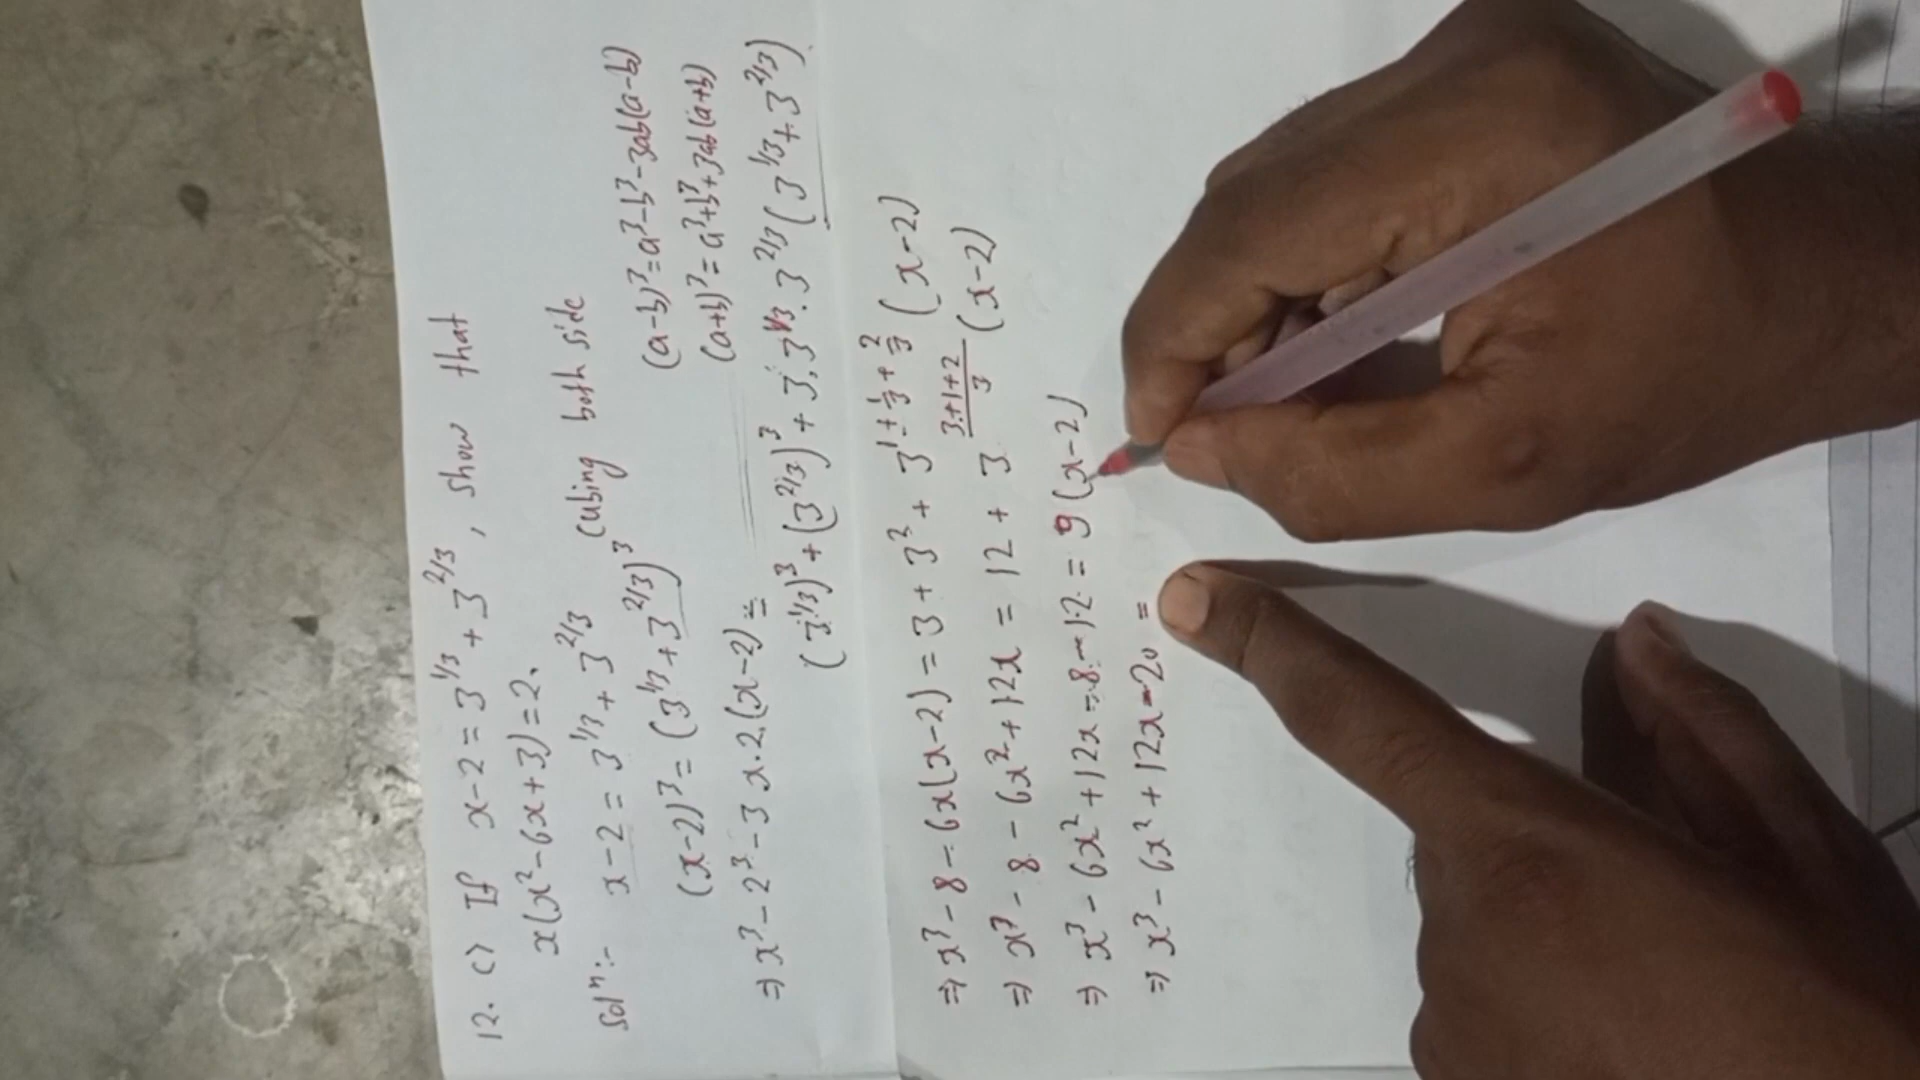 12. c) If x-2 = 3^1/3 + 3^2/3, show that
x(x²-6x+3)=2.
Solⁿ:- x-2 = 3^1/3 + 3^2/3 Cubing both side
(x-2)³ = (3^1/3 + 3^2/3)³
(a-b)³ = a³-b³-3ab(a-b)
(a+b)³ = a³+b³+3ab(a+b)
⇒ x³-2³-3x.2.(x-2) =
(3^1/3)³+(3^2/3)³ + 3.3^1/3.3^2/3(3^1/3+3^2/3)
⇒ x³-8-6x(x-2) = 3+3²+3^1+1/3+2/3 (x-2)
⇒ x³-8-6x²+12x = 12+3^3+1+2/3 (x-2)
⇒ x³-6x²+12x-8-12 = 9(x-2)
⇒ x³-6x²+12x-20 =